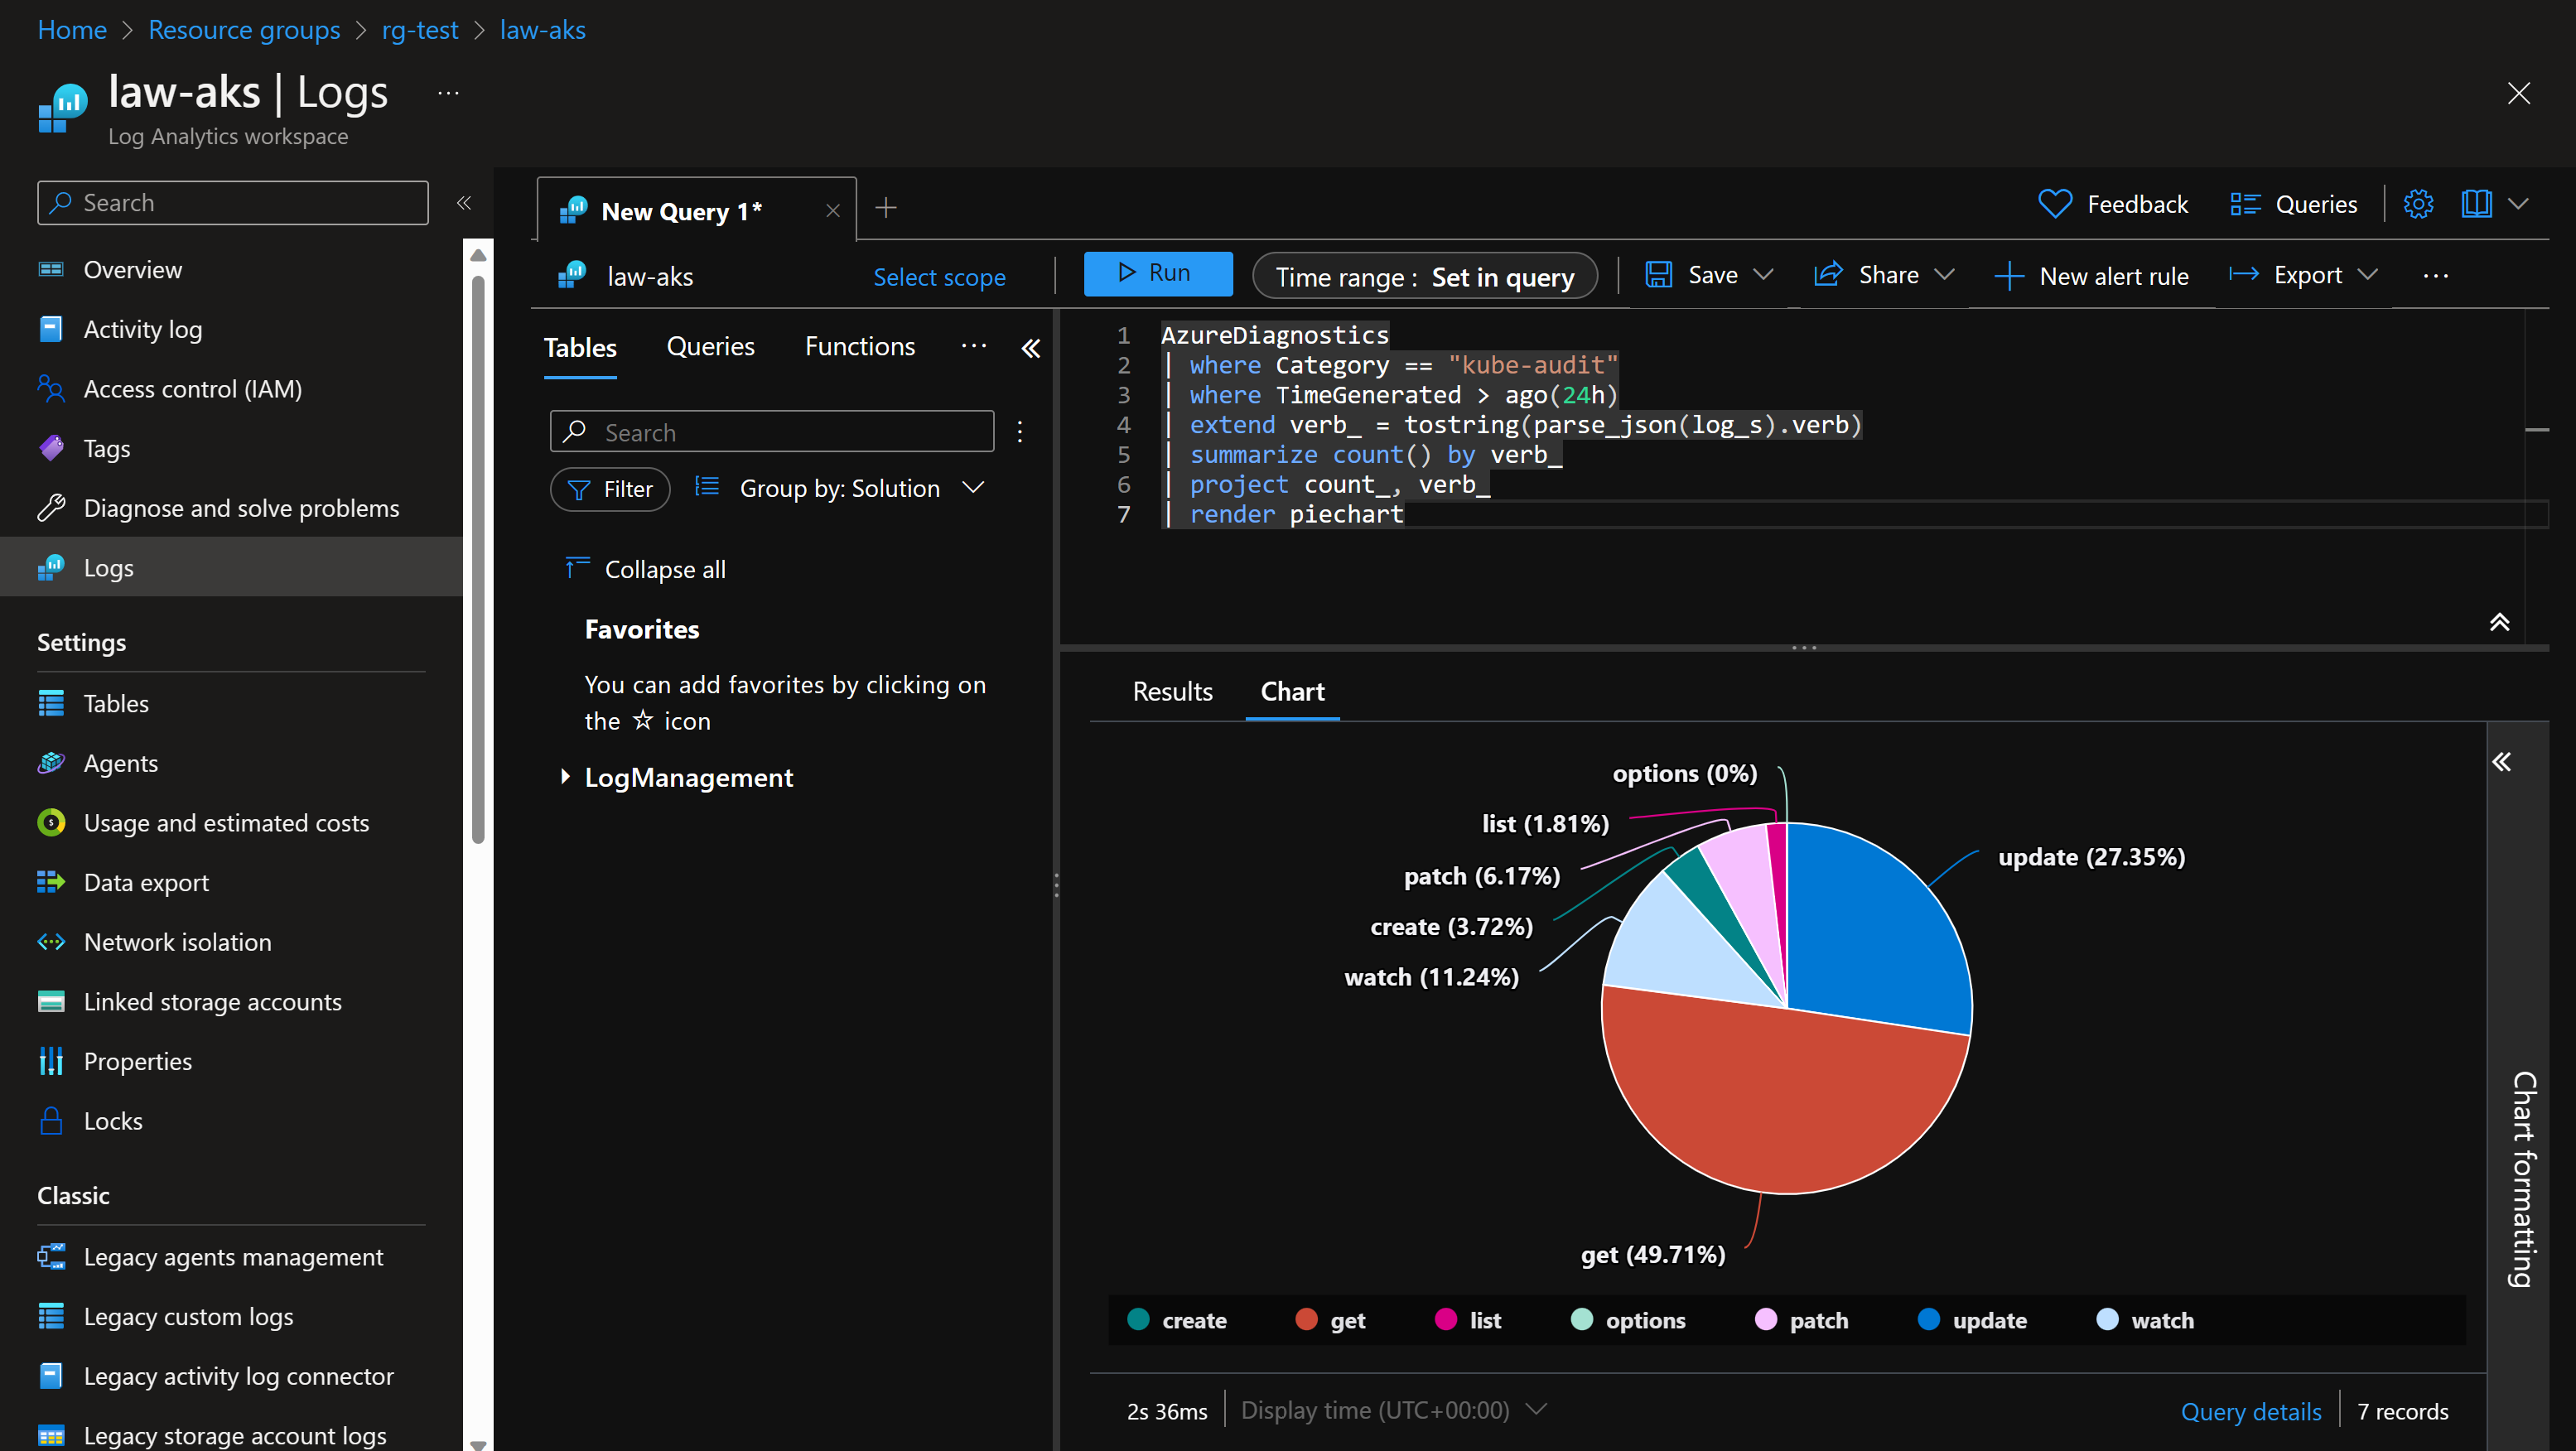 Home > Resource groups > rg-test > law-aks
law-aks | Logs ...
Log Analytics workspace
Search
Overview
Activity log
Access control (IAM)
Tags
Diagnose and solve problems
Logs
Settings
Tables
Agents
Usage and estimated costs
Data export
Network isolation
Linked storage accounts
Properties
Locks
Classic
Legacy agents management
Legacy custom logs
Legacy activity log connector
Legacy storage account logs
New Query 1*
Feedback
Queries
law-aks
Select scope
Run
Time range : Set in query
Save
Share
New alert rule
Export
...
Tables
Queries
Functions
...
Search
Filter
Group by: Solution
Collapse all
Favorites
You can add favorites by clicking on
the ☆ icon
LogManagement
1 AzureDiagnostics
2 | where Category == "kube-audit"
3 | where TimeGenerated > ago(24h)
4 | extend verb_ = tostring(parse_json(log_s).verb)
5 | summarize count() by verb_
6 | project count_, verb_
7 | render piechart
Results
Chart
options (0%)
list (1.81%)
patch (6.17%)
create (3.72%)
watch (11.24%)
update (27.35%)
get (49.71%)
create
get
list
options
patch
update
watch
Chart formatting
2s 36ms
Display time (UTC+00:00)
Query details
7 records